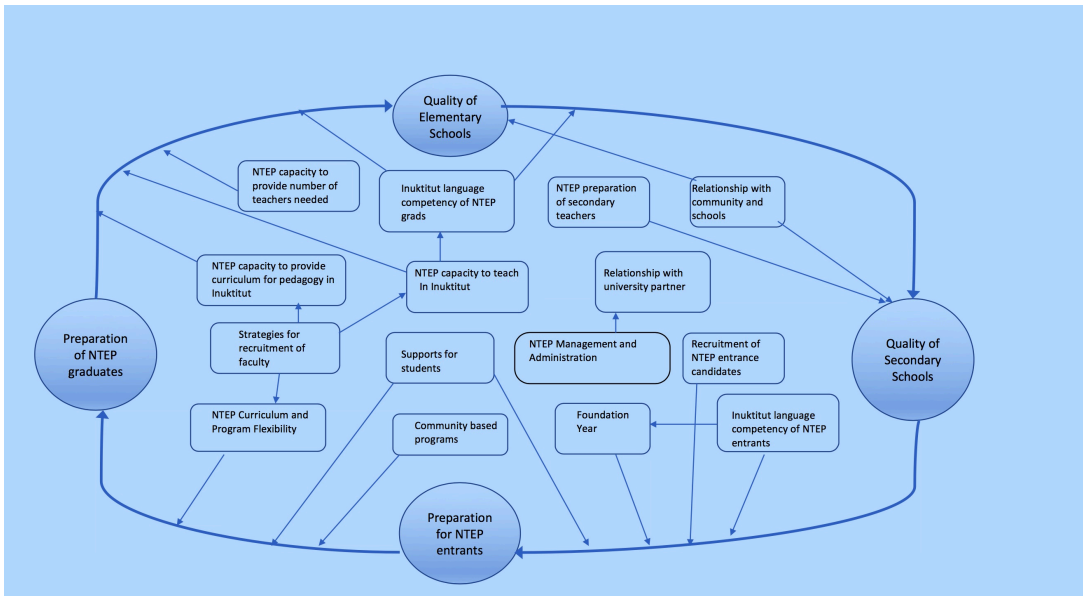 Quality of
Elementary
Schools
NTEP capacity to
provide number of
teachers needed
Inuktitut language
competency of NTEP
grads
NTEP preparation
of secondary
teachers
Relationship with
community and
schools
NTEP capacity to provide
curriculum for pedagogy in
Inuktitut
NTEP capacity to teach
In Inuktitut
Relationship with
university partner
Preparation
of NTEP
graduates
Strategies for
recruitment of
faculty
Supports for
students
NTEP Management and
Administration
Recruitment of
NTEP entrance
candidates
Quality of
Secondary
Schools
NTEP Curriculum and
Program Flexibility
Community based
programs
Foundation
Year
Inuktitut language
competency of NTEP
entrants
Preparation
for NTEP
entrants